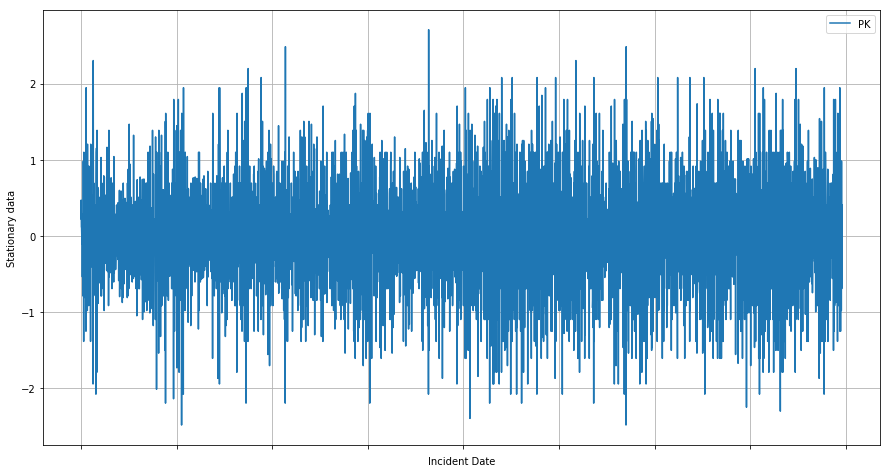 PK
Stationary data
2
1
0
−1
−2
Incident Date